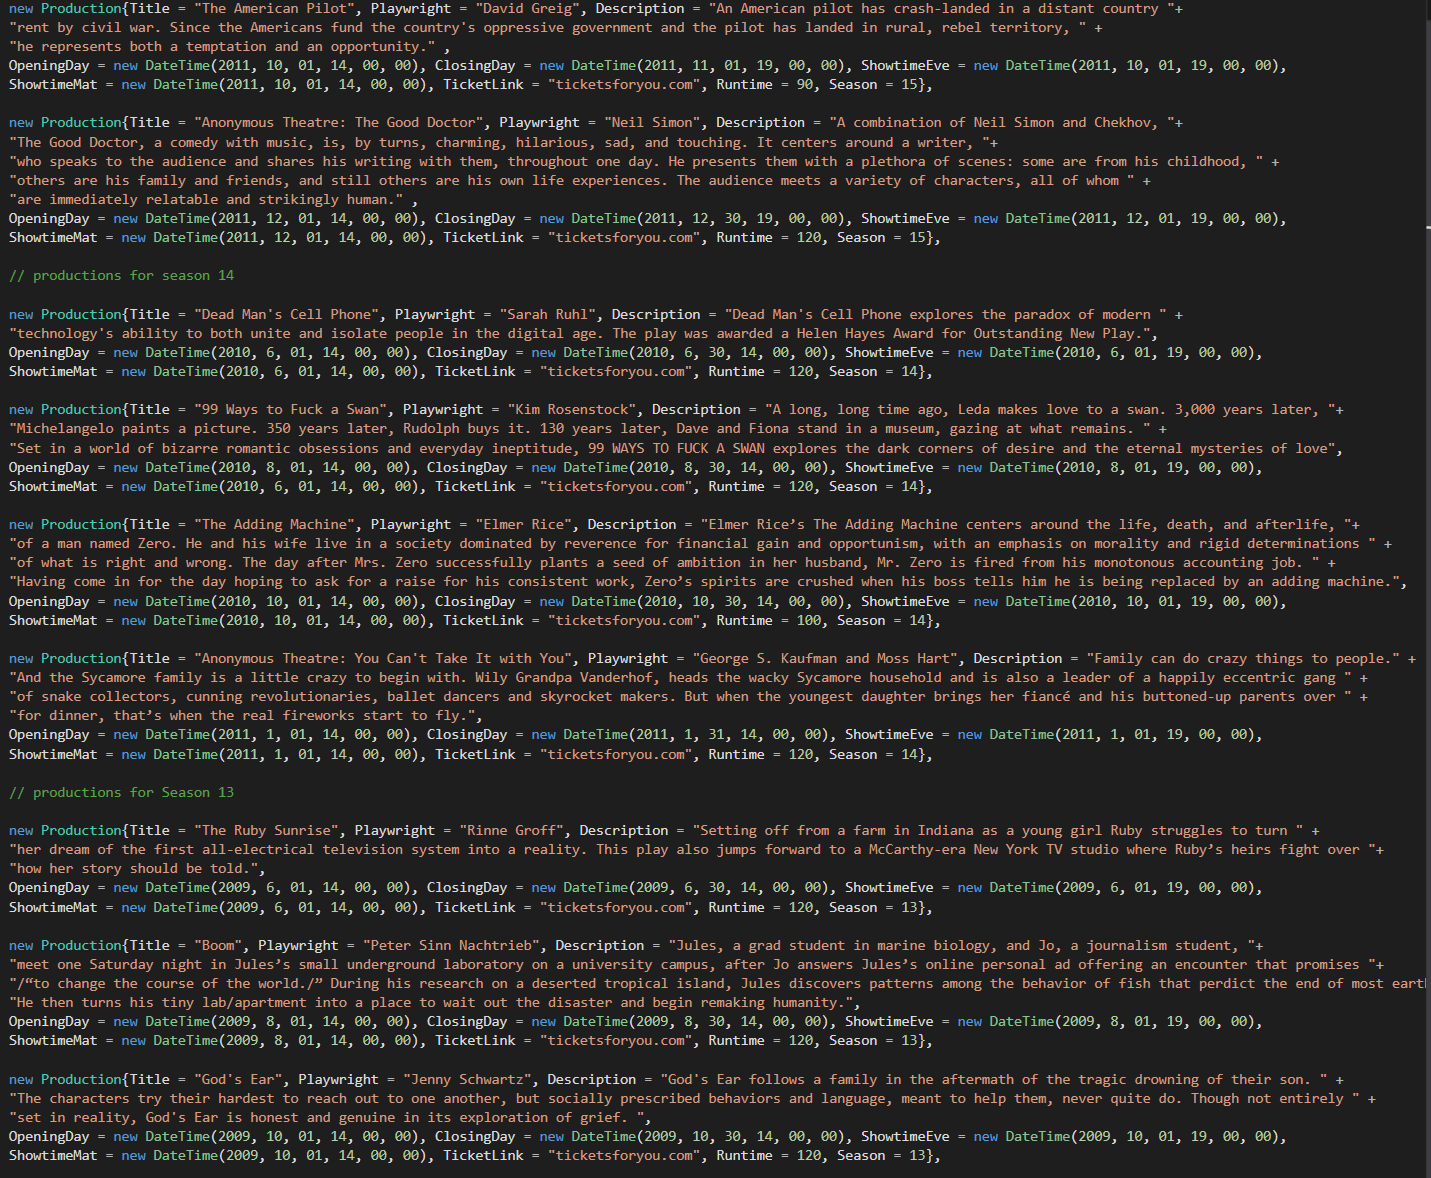 new Production{Title = "The American Pilot", Playwright = "David Greig", Description = "An American pilot has crash-landed in a distant country "+
"rent by civil war. Since the Americans fund the country's oppressive government and the pilot has landed in rural, rebel territory, " +
"he represents both a temptation and an opportunity." ,
OpeningDay = new DateTime(2011, 10, 01, 14, 00, 00), ClosingDay = new DateTime(2011, 11, 01, 19, 00, 00), ShowtimeEve = new DateTime(2011, 10, 01, 19, 00, 00),
ShowtimeMat = new DateTime(2011, 10, 01, 14, 00, 00), TicketLink = "ticketsforyou.com", Runtime = 90, Season = 15},
new Production{Title = "Anonymous Theatre: The Good Doctor", Playwright = "Neil Simon", Description = "A combination of Neil Simon and Chekhov, "+
"The Good Doctor, a comedy with music, is, by turns, charming, hilarious, sad, and touching. It centers around a writer, "+
"who speaks to the audience and shares his writing with them, throughout one day. He presents them with a plethora of scenes: some are from his childhood, " +
"others are his family and friends, and still others are his own life experiences. The audience meets a variety of characters, all of whom " +
"are immediately relatable and strikingly human." ,
OpeningDay = new DateTime(2011, 12, 01, 14, 00, 00), ClosingDay = new DateTime(2011, 12, 30, 19, 00, 00), ShowtimeEve = new DateTime(2011, 12, 01, 19, 00, 00),
ShowtimeMat = new DateTime(2011, 12, 01, 14, 00, 00), TicketLink = "ticketsforyou.com", Runtime = 120, Season = 15},
// productions for season 14
new Production{Title = "Dead Man's Cell Phone", Playwright = "Sarah Ruhl", Description = "Dead Man's Cell Phone explores the paradox of modern " +
"technology's ability to both unite and isolate people in the digital age. The play was awarded a Helen Hayes Award for Outstanding New Play.",
OpeningDay = new DateTime(2010, 6, 01, 14, 00, 00), ClosingDay = new DateTime(2010, 6, 30, 14, 00, 00), ShowtimeEve = new DateTime(2010, 6, 01, 19, 00, 00),
ShowtimeMat = new DateTime(2010, 6, 01, 14, 00, 00), TicketLink = "ticketsforyou.com", Runtime = 120, Season = 14},
new Production{Title = "99 Ways to Fuck a Swan", Playwright = "Kim Rosenstock", Description = "A long, long time ago, Leda makes love to a swan. 3,000 years later, "+
"Michelangelo paints a picture. 350 years later, Rudolph buys it. 130 years later, Dave and Fiona stand in a museum, gazing at what remains. " +
"Set in a world of bizarre romantic obsessions and everyday ineptitude, 99 WAYS TO FUCK A SWAN explores the dark corners of desire and the eternal mysteries of love",
OpeningDay = new DateTime(2010, 8, 01, 14, 00, 00), ClosingDay = new DateTime(2010, 8, 30, 14, 00, 00), ShowtimeEve = new DateTime(2010, 8, 01, 19, 00, 00),
ShowtimeMat = new DateTime(2010, 6, 01, 14, 00, 00), TicketLink = "ticketsforyou.com", Runtime = 120, Season = 14},
new Production{Title = "The Adding Machine", Playwright = "Elmer Rice", Description = "Elmer Rice’s The Adding Machine centers around the life, death, and afterlife, "+
"of a man named Zero. He and his wife live in a society dominated by reverence for financial gain and opportunism, with an emphasis on morality and rigid determinations " +
"of what is right and wrong. The day after Mrs. Zero successfully plants a seed of ambition in her husband, Mr. Zero is fired from his monotonous accounting job. " +
"Having come in for the day hoping to ask for a raise for his consistent work, Zero’s spirits are crushed when his boss tells him he is being replaced by an adding machine.",
OpeningDay = new DateTime(2010, 10, 01, 14, 00, 00), ClosingDay = new DateTime(2010, 10, 30, 14, 00, 00), ShowtimeEve = new DateTime(2010, 10, 01, 19, 00, 00),
ShowtimeMat = new DateTime(2010, 10, 01, 14, 00, 00), TicketLink = "ticketsforyou.com", Runtime = 100, Season = 14},
new Production{Title = "Anonymous Theatre: You Can't Take It with You", Playwright = "George S. Kaufman and Moss Hart", Description = "Family can do crazy things to people." +
"And the Sycamore family is a little crazy to begin with. Wily Grandpa Vanderhof, heads the wacky Sycamore household and is also a leader of a happily eccentric gang " +
"of snake collectors, cunning revolutionaries, ballet dancers and skyrocket makers. But when the youngest daughter brings her fiancé and his buttoned-up parents over " +
"for dinner, that’s when the real fireworks start to fly.",
OpeningDay = new DateTime(2011, 1, 01, 14, 00, 00), ClosingDay = new DateTime(2011, 1, 31, 14, 00, 00), ShowtimeEve = new DateTime(2011, 1, 01, 19, 00, 00),
ShowtimeMat = new DateTime(2011, 1, 01, 14, 00, 00), TicketLink = "ticketsforyou.com", Runtime = 120, Season = 14},
// productions for Season 13
new Production{Title = "The Ruby Sunrise", Playwright = "Rinne Groff", Description = "Setting off from a farm in Indiana as a young girl Ruby struggles to turn " +
"her dream of the first all-electrical television system into a reality. This play also jumps forward to a McCarthy-era New York TV studio where Ruby’s heirs fight over "+
"how her story should be told.",
OpeningDay = new DateTime(2009, 6, 01, 14, 00, 00), ClosingDay = new DateTime(2009, 6, 30, 14, 00, 00), ShowtimeEve = new DateTime(2009, 6, 01, 19, 00, 00),
ShowtimeMat = new DateTime(2009, 6, 01, 14, 00, 00), TicketLink = "ticketsforyou.com", Runtime = 120, Season = 13},
new Production{Title = "Boom", Playwright = "Peter Sinn Nachtrieb", Description = "Jules, a grad student in marine biology, and Jo, a journalism student, "+
"meet one Saturday night in Jules’s small underground laboratory on a university campus, after Jo answers Jules’s online personal ad offering an encounter that promises "+
"/“to change the course of the world./” During his research on a deserted tropical island, Jules discovers patterns among the behavior of fish that perdict the end of most
"He then turns his tiny lab/apartment into a place to wait out the disaster and begin remaking humanity.",
OpeningDay = new DateTime(2009, 8, 01, 14, 00, 00), ClosingDay = new DateTime(2009, 8, 30, 14, 00, 00), ShowtimeEve = new DateTime(2009, 8, 01, 19, 00, 00),
ShowtimeMat = new DateTime(2009, 8, 01, 14, 00, 00), TicketLink = "ticketsforyou.com", Runtime = 120, Season = 13},
new Production{Title = "God's Ear", Playwright = "Jenny Schwartz", Description = "God's Ear follows a family in the aftermath of the tragic drowning of their son. " +
"The characters try their hardest to reach out to one another, but socially prescribed behaviors and language, meant to help them, never quite do. Though not entirely " +
"set in reality, God's Ear is honest and genuine in its exploration of grief. ",
OpeningDay = new DateTime(2009, 10, 01, 14, 00, 00), ClosingDay = new DateTime(2009, 10, 30, 14, 00, 00), ShowtimeEve = new DateTime(2009, 10, 01, 19, 00, 00),
ShowtimeMat = new DateTime(2009, 10, 01, 14, 00, 00), TicketLink = "ticketsforyou.com", Runtime = 120, Season = 13},